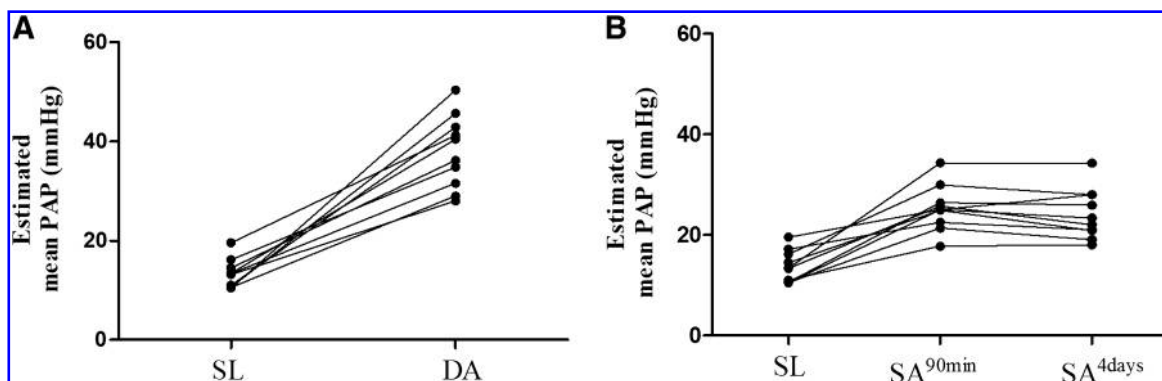 A
60
40
20
0
Estimated
mean PAP (mmHg)
SL DA
B
60
40
20
0
Estimated
mean PAP (mmHg)
SL SA90min SA4days